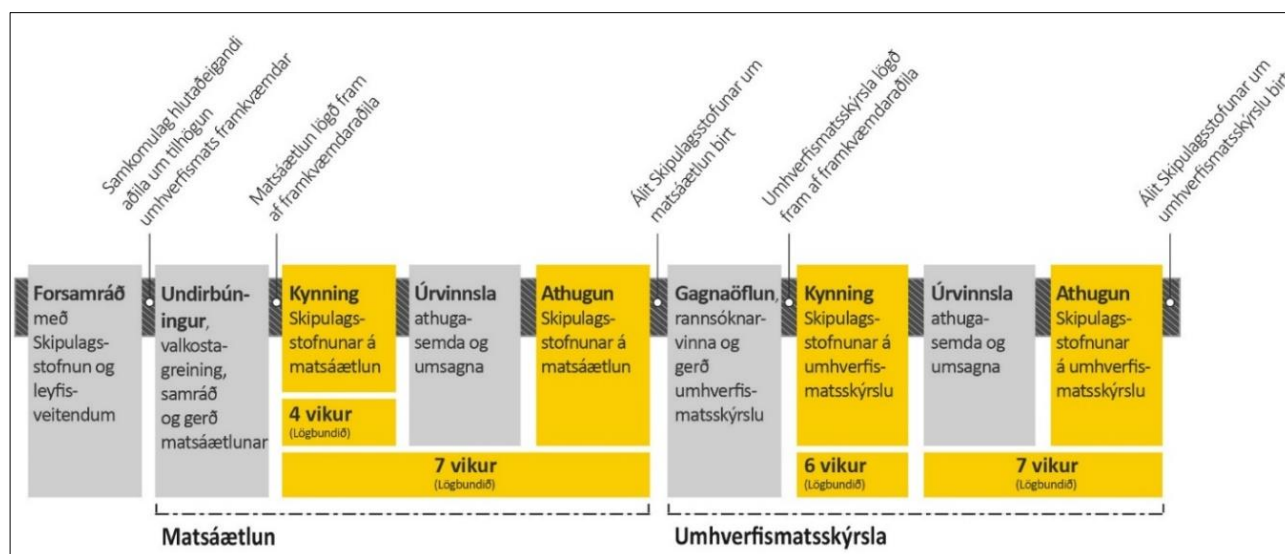 Samkomulag hlutaðeigandi
aðila um tilhögun
umhverfismats framkvæmdar
Matsáætlun lögð fram
af framkvæmdaraðila
Álit Skipulagsstofunar um
matsáætlun birt
Umhverfismatsskýrsla lögð
fram af framkvæmdaraðila
Álit Skipulagsstofunar um
umhverfismatsskýrslu birt
Forsamráð
með
Skipulags-
stofnun og
leyfis-
veitendum
Undirbún-
ingur,
valkosta-
greining,
samráð
og gerð
matsáætlunar
Kynning
Skipulags-
stofnunar á
matsáætlun
4 vikur
(Lögbundið)
Úrvinnsla
athuga-
semda og
umsagna
Athugun
Skipulags-
stofnunar á
matsáætlun
7 vikur
(Lögbundið)
Gagnaöflun,
rannsóknar-
vinna og
gerð
umhverfis-
matsskýrslu
Kynning
Skipulags-
stofnunar á
umhverfis-
matsskýrslu
6 vikur
(Lögbundið)
Úrvinnsla
athuga-
semda og
umsagna
Athugun
Skipulags-
stofnunar
á umhverfis-
matsskýrslu
7 vikur
(Lögbundið)
Matsáætlun
Umhverfismatsskýrsla